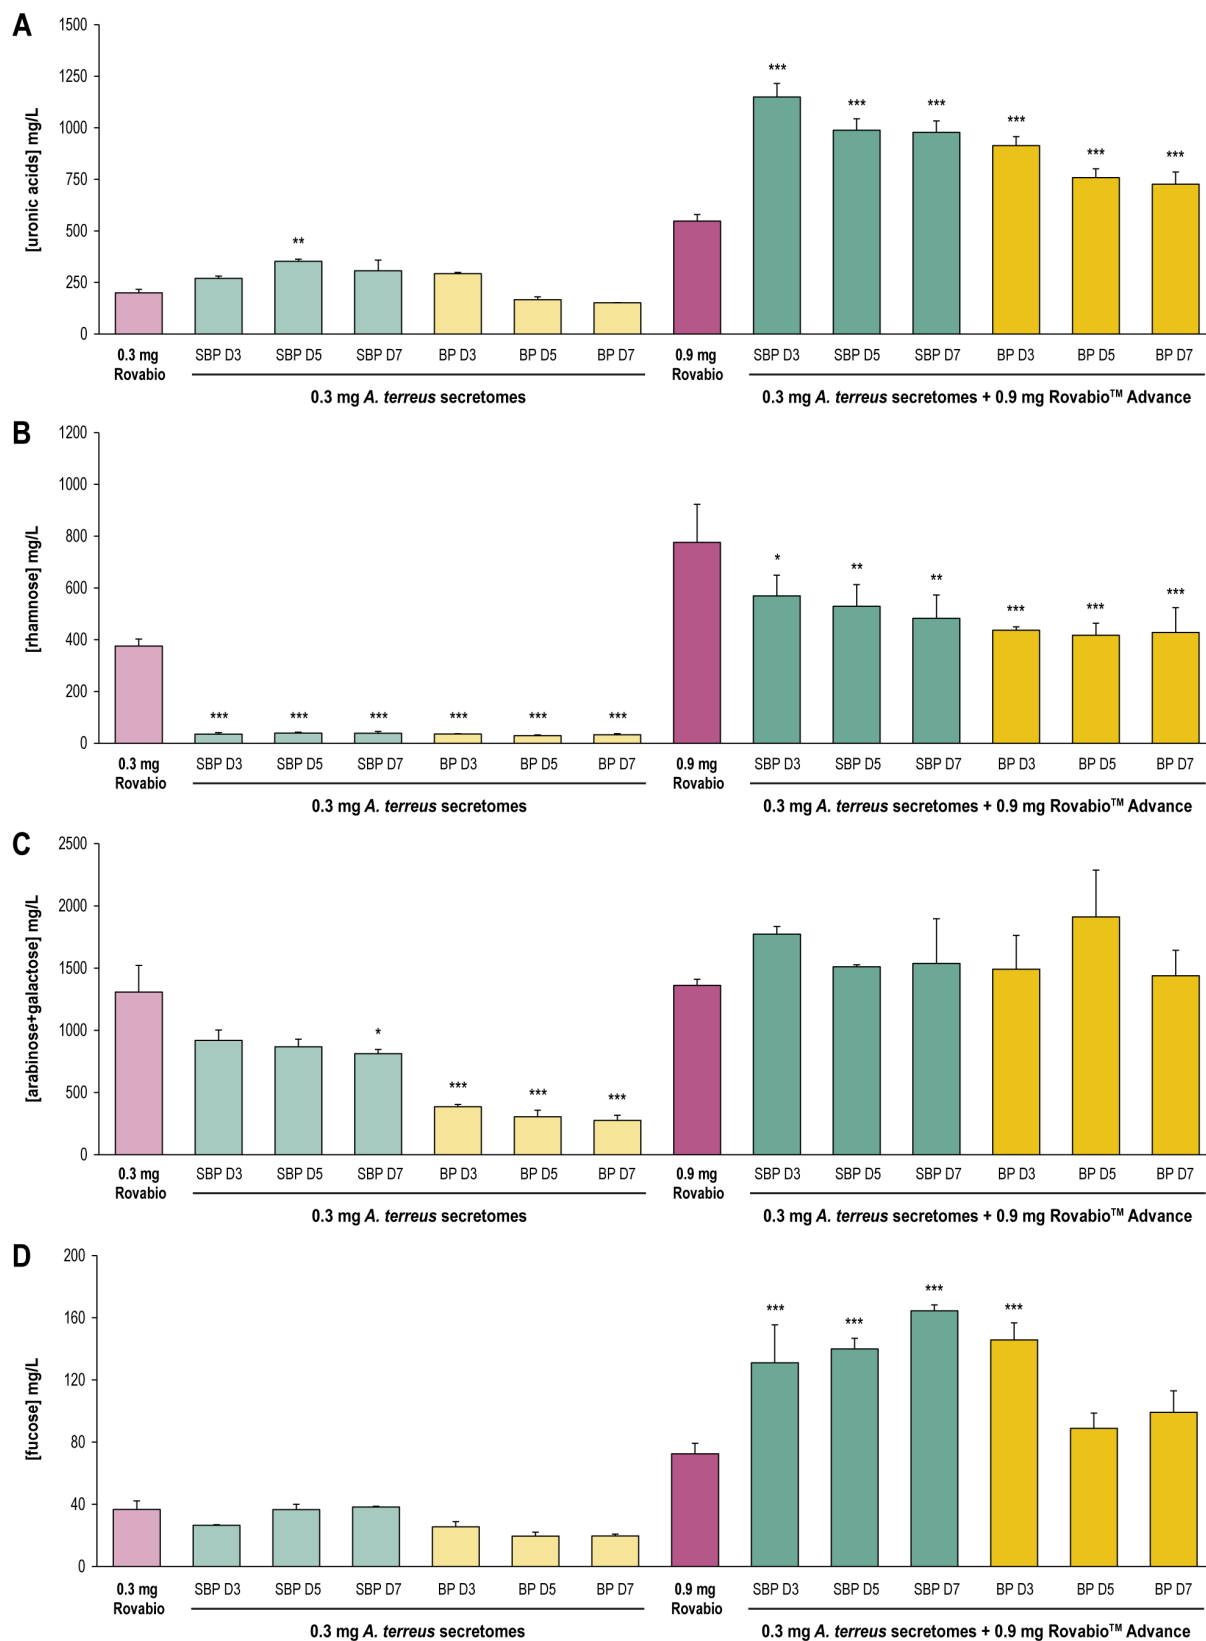 A
[uronic acids] mg/L
1500
1250
1000
750
500
250
0
** *** *** *** *** *** ***
0.3 mg Rovabio
SBP D3 SBP D5 SBP D7 BP D3 BP D5 BP D7
0.9 mg Rovabio
SBP D3 SBP D5 SBP D7 BP D3 BP D5 BP D7
0.3 mg A. terreus secretomes
0.3 mg A. terreus secretomes + 0.9 mg Rovabio™ Advance
B
[rhamnose] mg/L
1200
1000
800
600
400
200
0
*** *** *** *** *** *** * ** ** *** *** ***
0.3 mg Rovabio
SBP D3 SBP D5 SBP D7 BP D3 BP D5 BP D7
0.9 mg Rovabio
SBP D3 SBP D5 SBP D7 BP D3 BP D5 BP D7
0.3 mg A. terreus secretomes
0.3 mg A. terreus secretomes + 0.9 mg Rovabio™ Advance
C
[arabinose+galactose] mg/L
2500
2000
1500
1000
500
0
* *** *** ***
0.3 mg Rovabio
SBP D3 SBP D5 SBP D7 BP D3 BP D5 BP D7
0.9 mg Rovabio
SBP D3 SBP D5 SBP D7 BP D3 BP D5 BP D7
0.3 mg A. terreus secretomes
0.3 mg A. terreus secretomes + 0.9 mg Rovabio™ Advance
D
[fucose] mg/L
200
160
120
80
40
0
*** *** *** ***
0.3 mg Rovabio
SBP D3 SBP D5 SBP D7 BP D3 BP D5 BP D7
0.9 mg Rovabio
SBP D3 SBP D5 SBP D7 BP D3 BP D5 BP D7
0.3 mg A. terreus secretomes
0.3 mg A. terreus secretomes + 0.9 mg Rovabio™ Advance